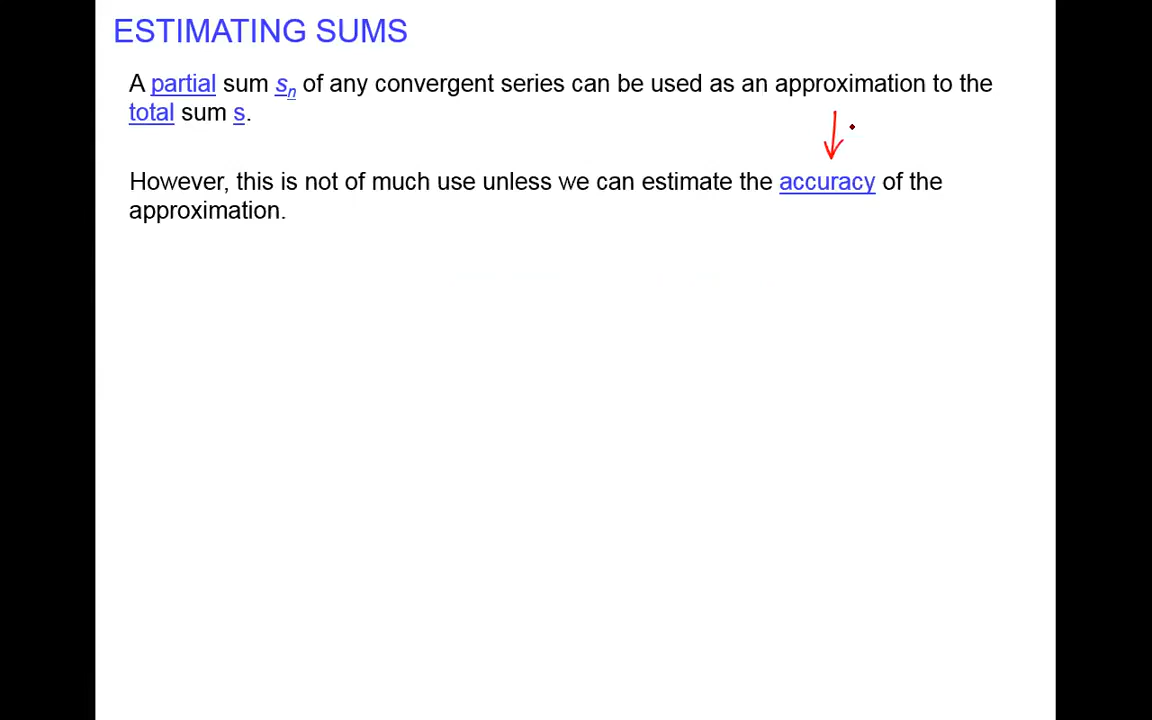 ESTIMATING SUMS
A partial sum sn of any convergent series can be used as an approximation to the
total sum s.
However, this is not of much use unless we can estimate the accuracy of the
approximation.